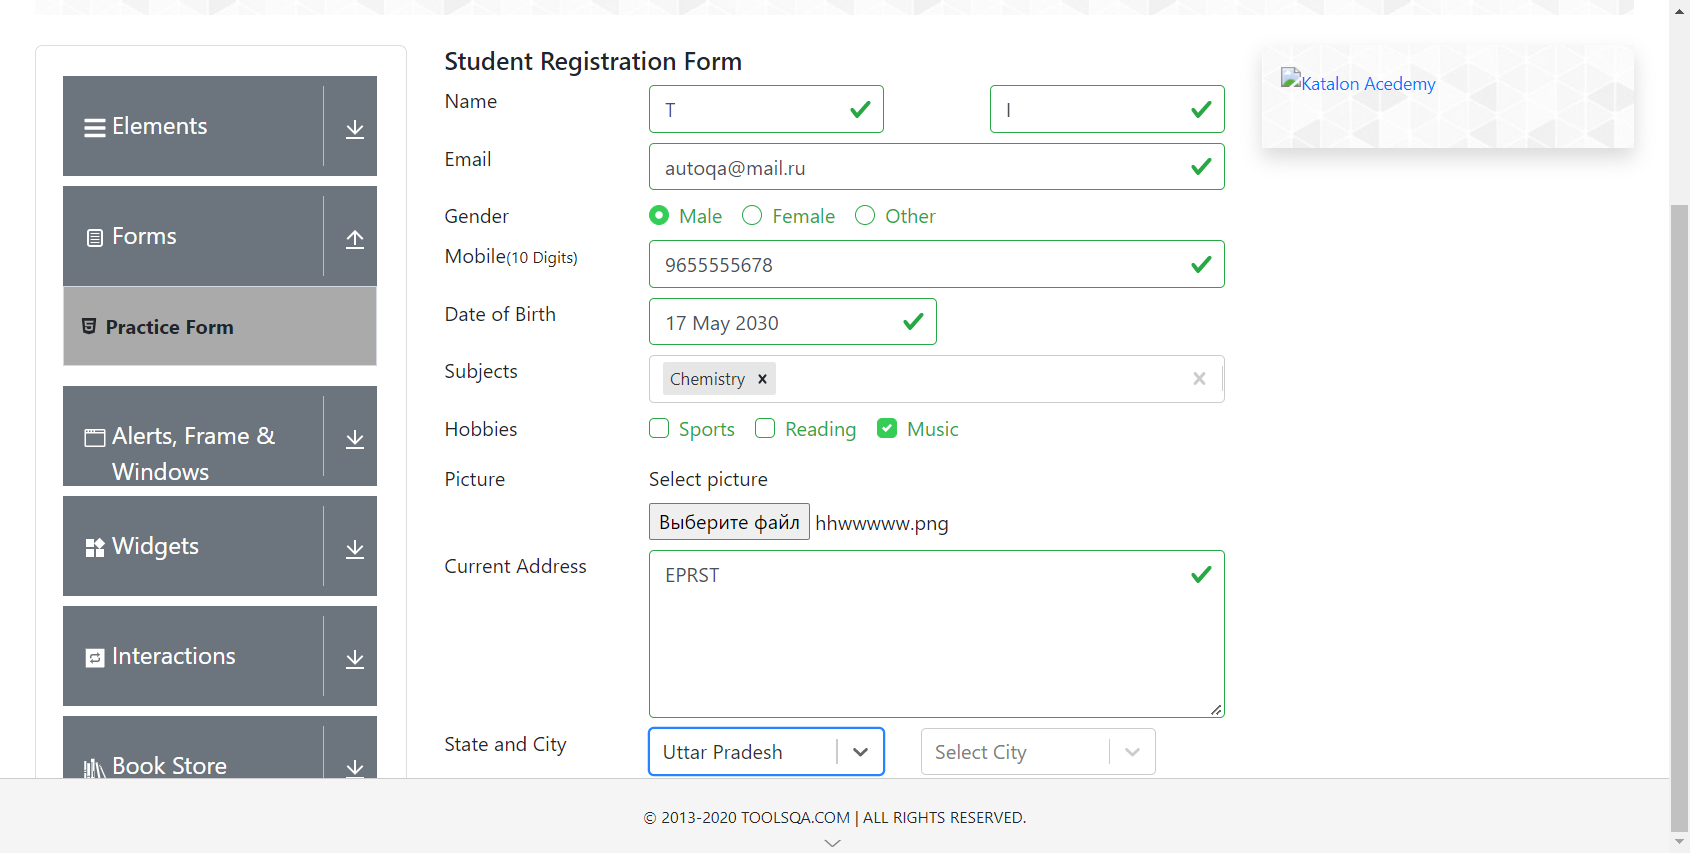 Elements
Forms
Practice Form
Alerts, Frame &
Windows
Widgets
Interactions
Book Store
Student Registration Form
Name
T
I
Email
autoqa@mail.ru
Gender
Male
Female
Other
Mobile(10 Digits)
9655555678
Date of Birth
17 May 2030
Subjects
Chemistry
Hobbies
Sports
Reading
Music
Picture
Select picture
Выберите файл hhwwwww.png
Current Address
EPRST
State and City
Uttar Pradesh
Select City
Katalon Acedemy
© 2013-2020 TOOLSQA.COM | ALL RIGHTS RESERVED.